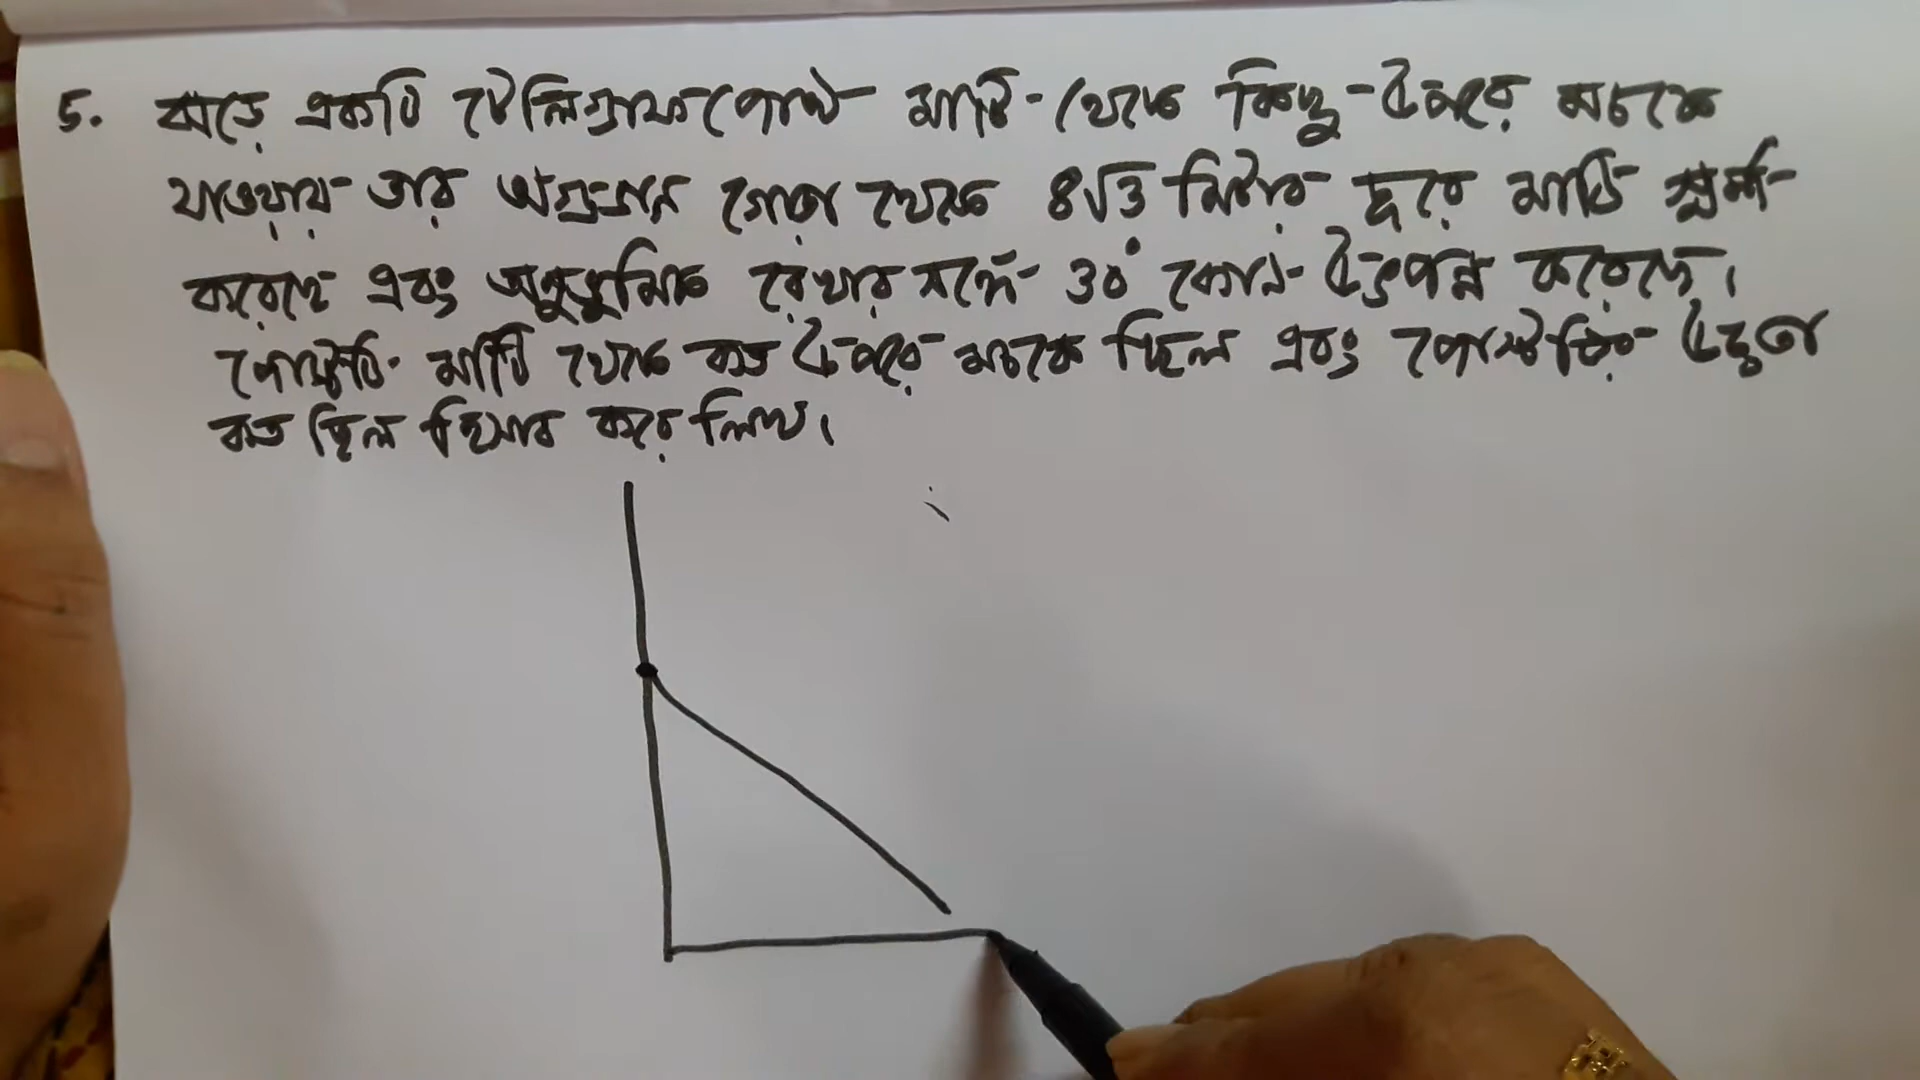 5. ঝড়ে একটি টেলিগ্রাফপোস্ট মাটি থেকে কিছু উপরে মচকে
যাওয়ায় তার অগ্রভাগ গোড়া থেকে 8√3 মিটার দূরে মাটি স্পর্শ
করেছে এবং অনুভূমিক রেখার সঙ্গে 30° কোণ উৎপন্ন করেছে।
পোস্টটি মাটি থেকে কত উপরে মচকে ছিল এবং পোস্টটির উচ্চতা
কত ছিল হিসাব করে লিখি।